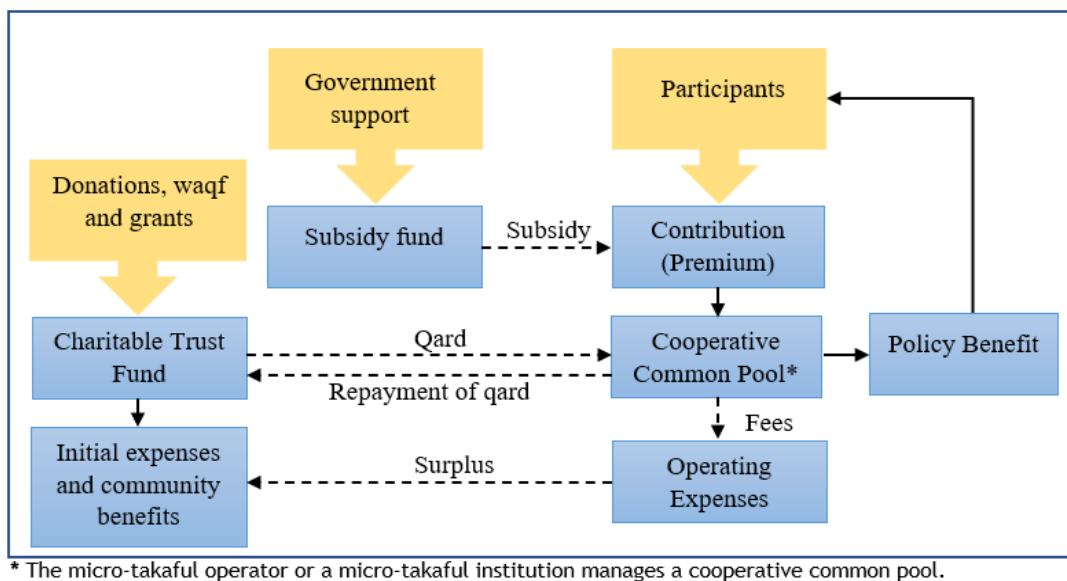 Government
support
Participants
Donations, waqf
and grants
Subsidy fund
Subsidy
Contribution
(Premium)
Charitable Trust
Fund
Qard
Repayment of qard
Cooperative
Common Pool*
Policy Benefit
Fees
Initial expenses
and community
benefits
Surplus
Operating
Expenses
* The micro-takaful operator or a micro-takaful institution manages a cooperative common pool.